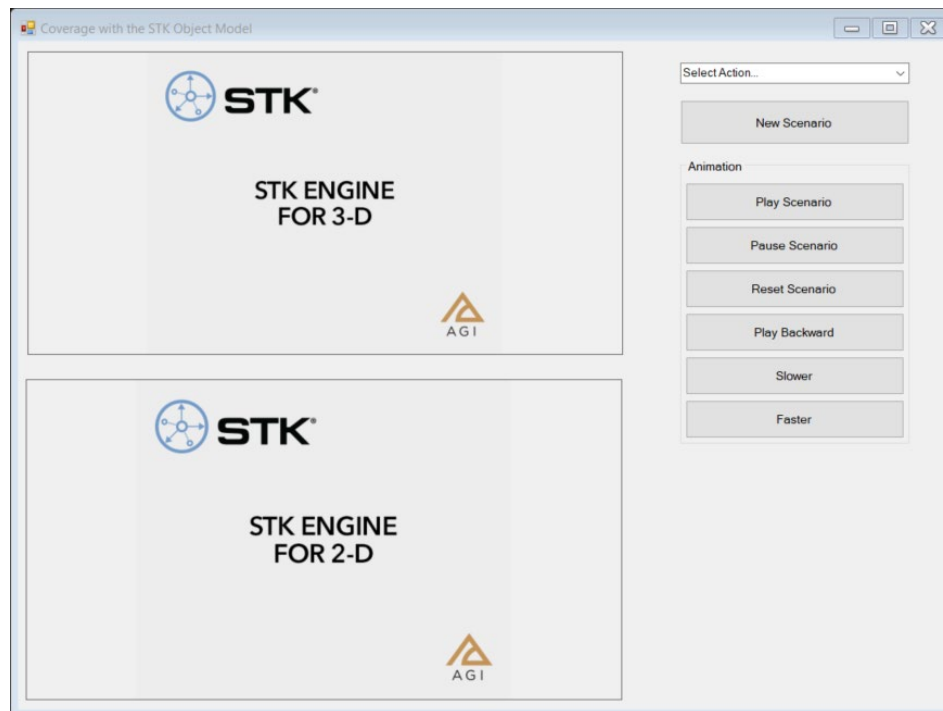 Coverage with the STK Object Model
STK®
STK ENGINE
FOR 3-D
AGI
STK®
STK ENGINE
FOR 2-D
AGI
Select Action...
New Scenario
Animation
Play Scenario
Pause Scenario
Reset Scenario
Play Backward
Slower
Faster